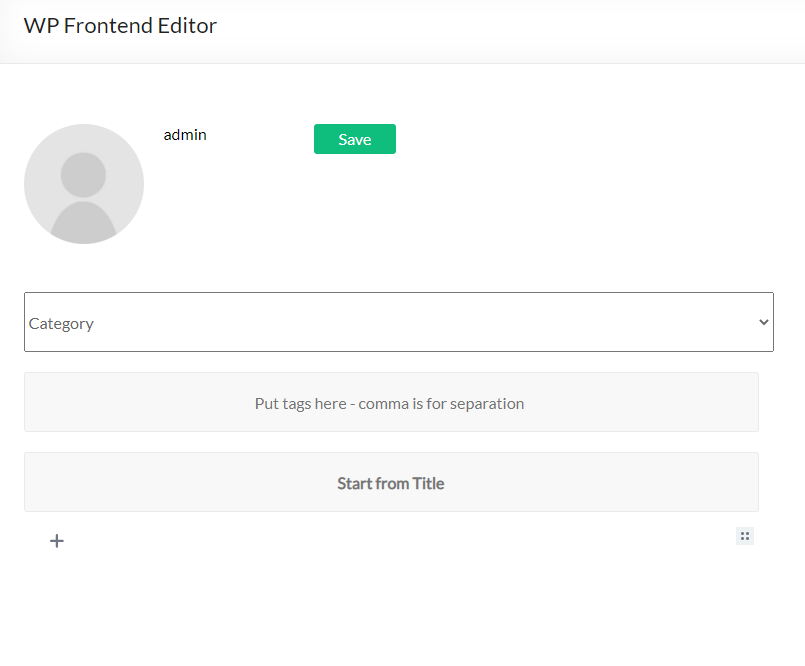 WP Frontend Editor
admin
Save
Category
Put tags here - comma is for separation
Start from Title